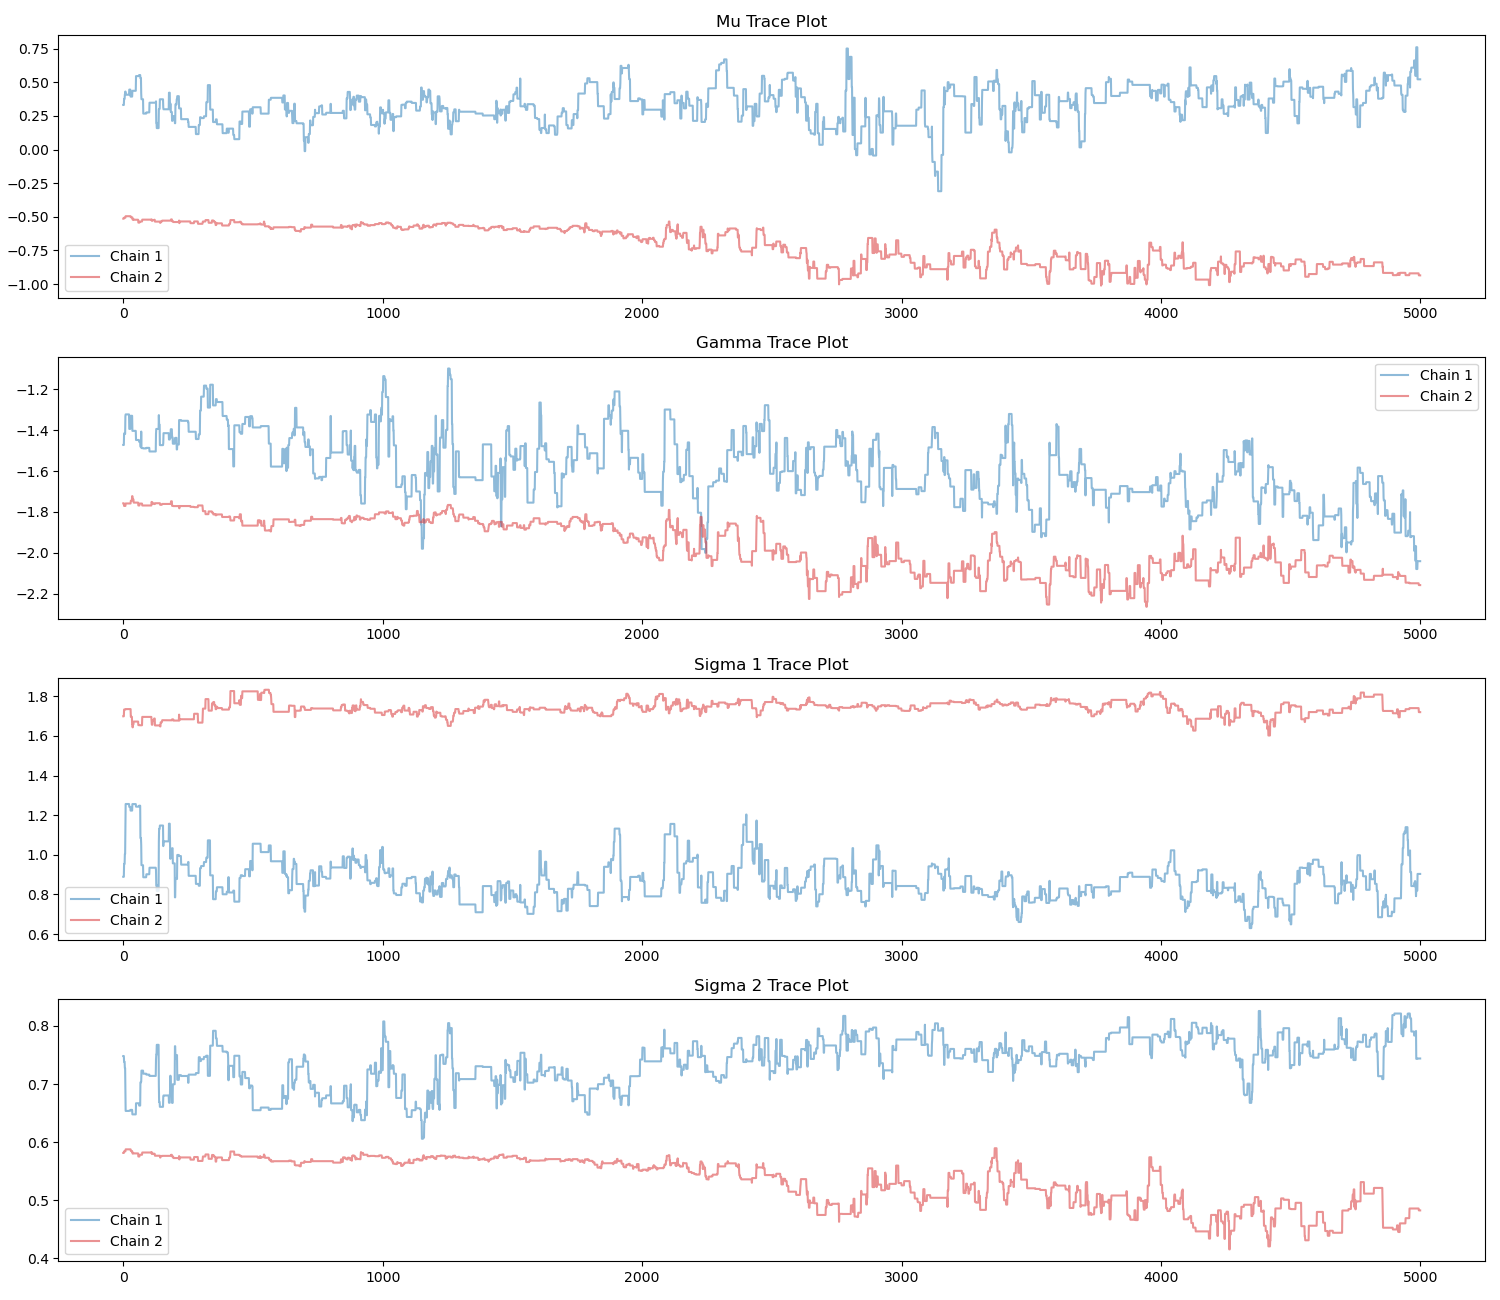 Mu Trace Plot
0.75
0.50
0.25
0.00
−0.25
−0.50
−0.75
−1.00
Chain 1
Chain 2
0 1000 2000 3000 4000 5000
Gamma Trace Plot
−1.2
−1.4
−1.6
−1.8
−2.0
−2.2
Chain 1
Chain 2
0 1000 2000 3000 4000 5000
Sigma 1 Trace Plot
1.8
1.6
1.4
1.2
1.0
0.8
0.6
Chain 1
Chain 2
0 1000 2000 3000 4000 5000
Sigma 2 Trace Plot
0.8
0.7
0.6
0.5
0.4
Chain 1
Chain 2
0 1000 2000 3000 4000 5000